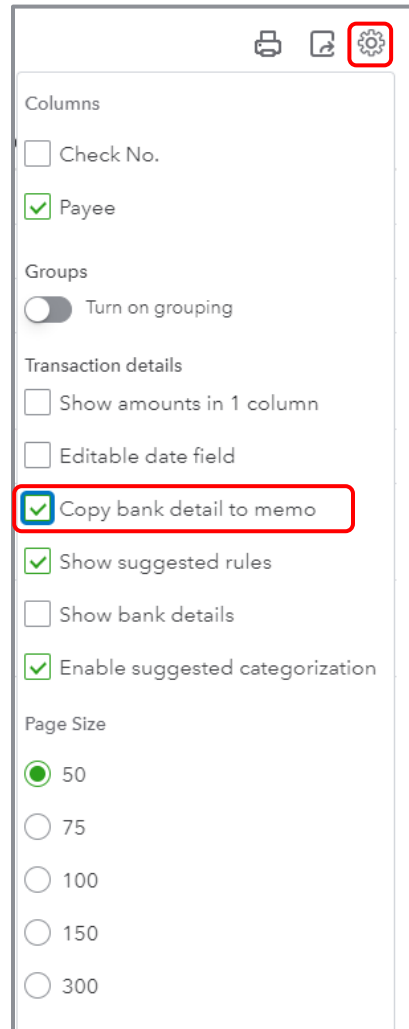 Columns
Check No.
Payee
Groups
Turn on grouping
Transaction details
Show amounts in 1 column
Editable date field
Copy bank detail to memo
Show suggested rules
Show bank details
Enable suggested categorization
Page Size
50
75
100
150
300